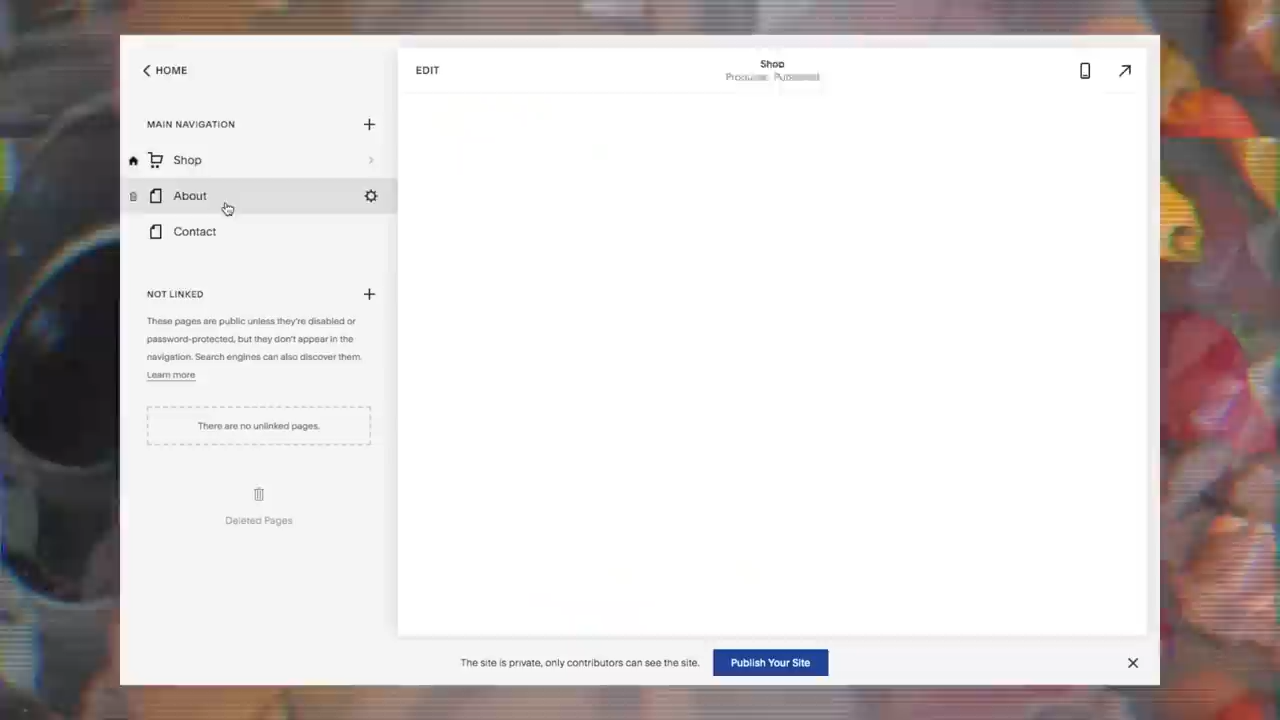 HOME
MAIN NAVIGATION
Shop
About
Contact
NOT LINKED
These pages are public unless they're disabled or
password-protected, but they don't appear in the
navigation. Search engines can also discover them.
Learn more
There are no unlinked pages.
Deleted Pages
EDIT
Shop
The site is private, only contributors can see the site.
Publish Your Site